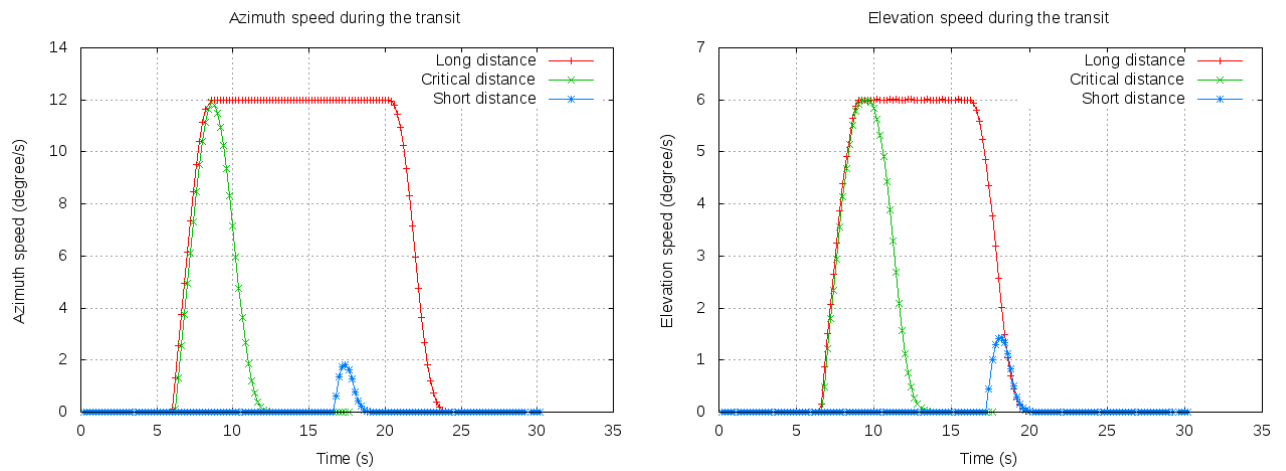 Azimuth speed during the transit
14
12
10
8
6
4
2
0
0 5 10 15 20 25 30 35
Azimuth speed (degree/s)
Time (s)
Long distance
Critical distance
Short distance
Elevation speed during the transit
7
6
5
4
3
2
1
0
0 5 10 15 20 25 30 35
Elevation speed (degree/s)
Time (s)
Long distance
Critical distance
Short distance